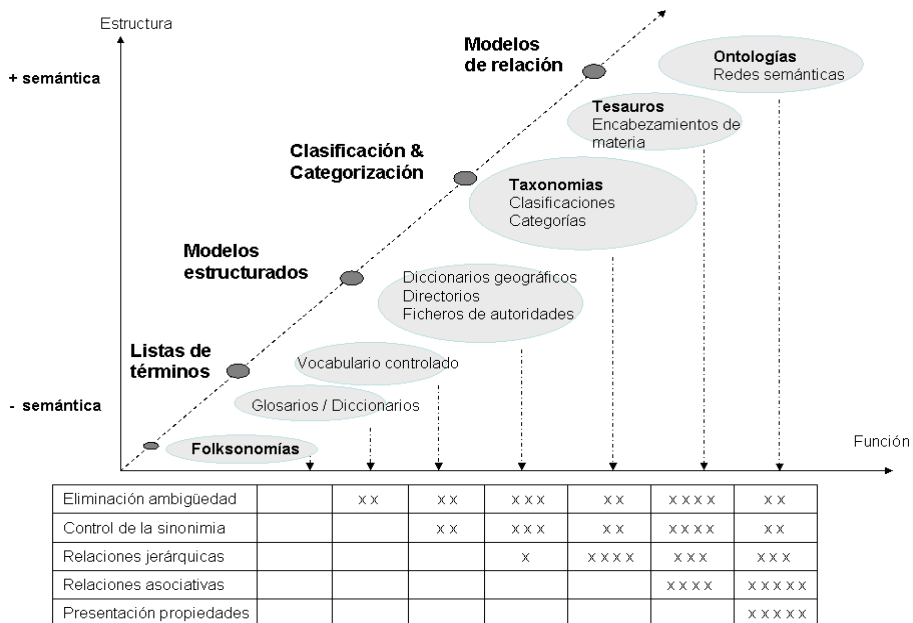 Estructura
+ semántica
Modelos
de relación
Ontologías
Redes semánticas
Tesauros
Encabezamientos de
materia
Clasificación &
Categorización
Taxonomias
Clasificaciones
Categorías
Modelos
estructurados
Diccionarios geográficos
Directorios
Ficheros de autoridades
Listas de
términos
Vocabulario controlado
- semántica
Glosarios / Diccionarios
Folksonomías
Función
Eliminación ambigüedad x x x x x x x x x x x x x x x
Control de la sinonimia x x x x x x x x x x x x x
Relaciones jerárquicas x x x x x x x x x x x
Relaciones asociativas x x x x x x x x x
Presentación propiedades x x x x x